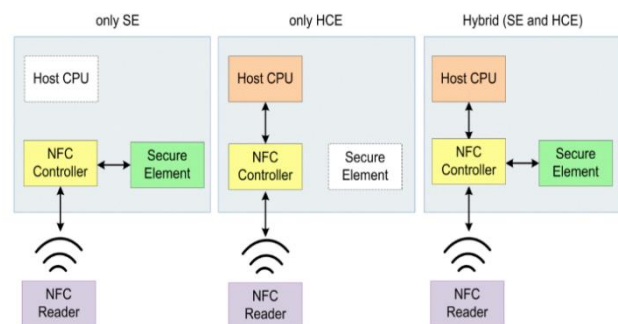 only SE
Host CPU
NFC
Controller
Secure
Element
NFC
Reader
only HCE
Host CPU
NFC
Controller
Secure
Element
NFC
Reader
Hybrid (SE and HCE)
Host CPU
NFC
Controller
Secure
Element
NFC
Reader